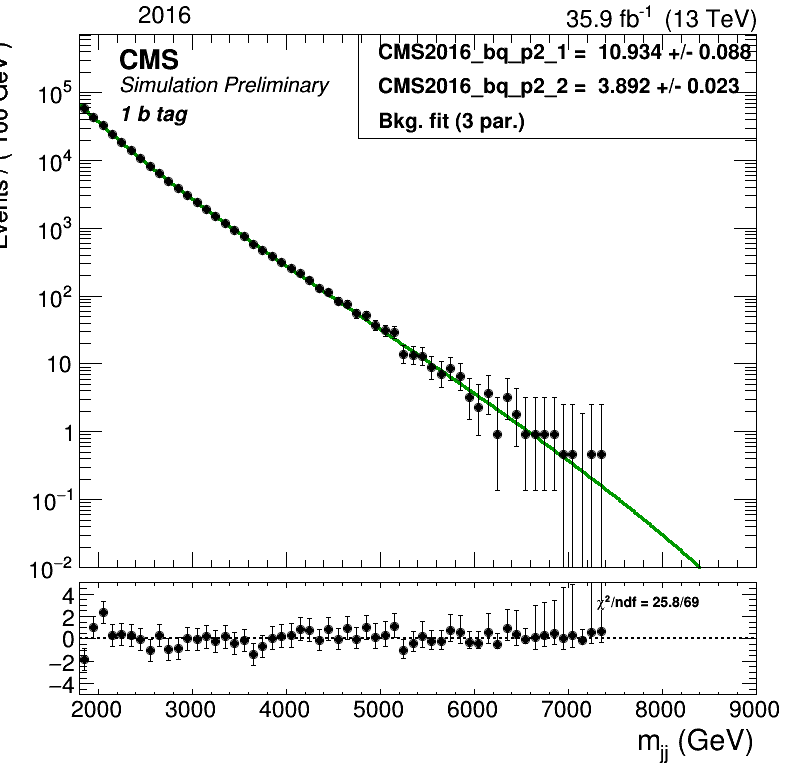 2016
35.9 fb⁻¹ (13 TeV)
CMS
Simulation Preliminary
1 b tag
CMS2016_bq_p2_1 = 10.934 +/- 0.088
CMS2016_bq_p2_2 = 3.892 +/- 0.023
Bkg. fit (3 par.)
Events / ( 100 GeV )
10⁵
10⁴
10³
10²
10
1
10⁻¹
10⁻²
χ²/ndf = 25.8/69
4
2
0
−2
−4
2000 3000 4000 5000 6000 7000 8000 9000
mjj (GeV)